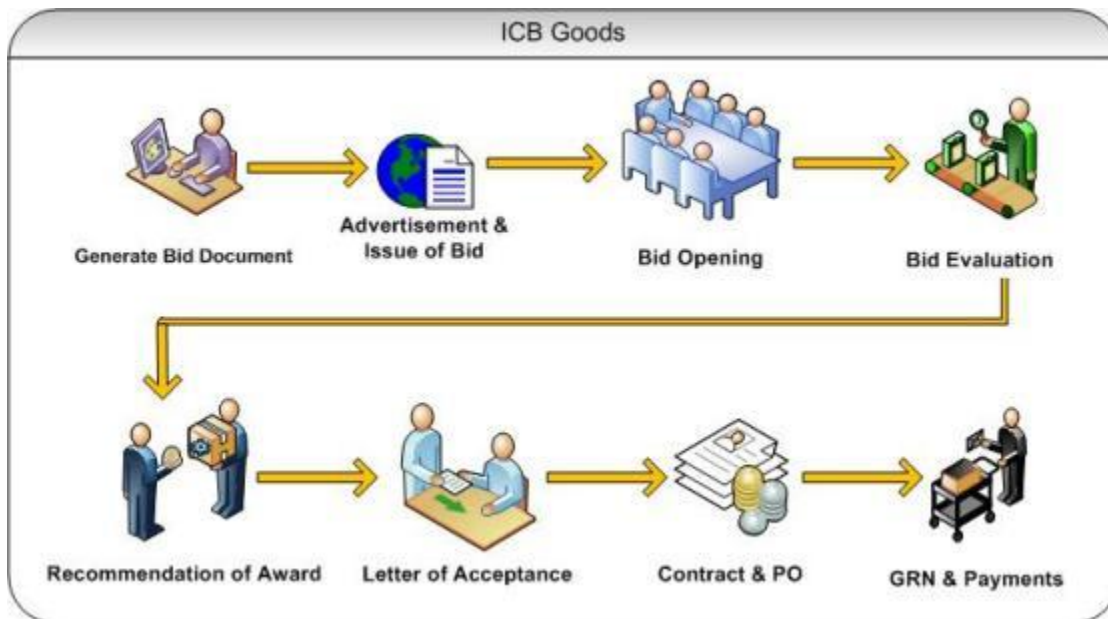 ICB Goods
Generate Bid Document
Advertisement &
Issue of Bid
Bid Opening
Bid Evaluation
Recommendation of Award
Letter of Acceptance
Contract & PO
GRN & Payments